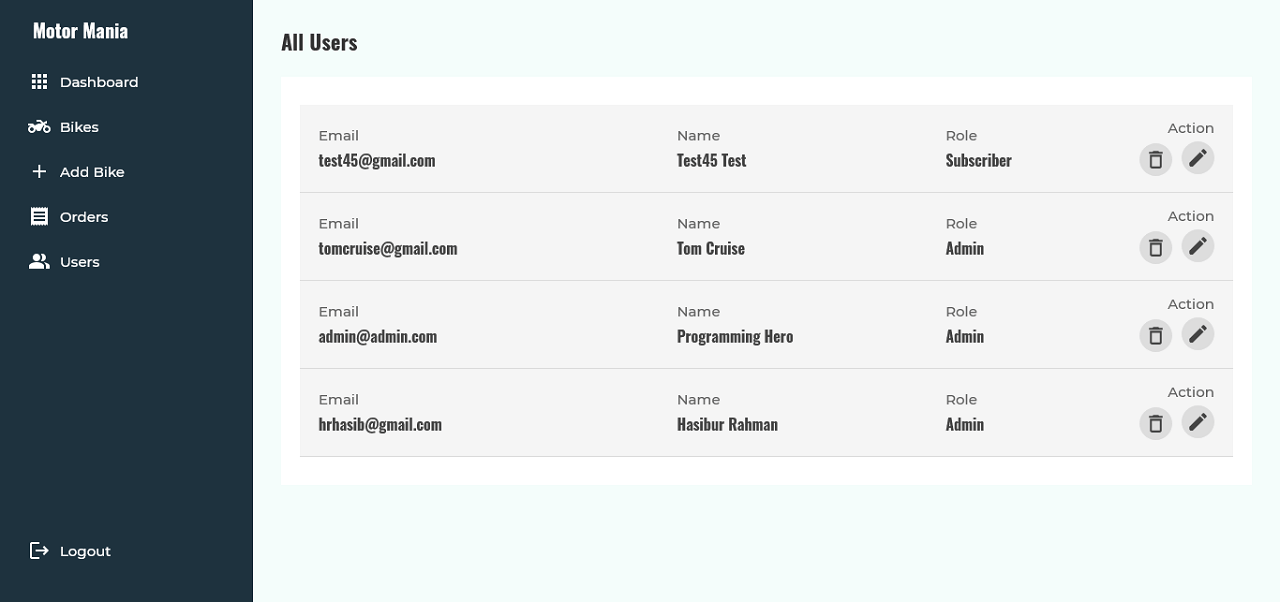 Motor Mania
Dashboard
Bikes
Add Bike
Orders
Users
Logout
All Users
Email Name Role Action
test45@gmail.com Test45 Test Subscriber
Email Name Role Action
tomcruise@gmail.com Tom Cruise Admin
Email Name Role Action
admin@admin.com Programming Hero Admin
Email Name Role Action
hrhasib@gmail.com Hasibur Rahman Admin